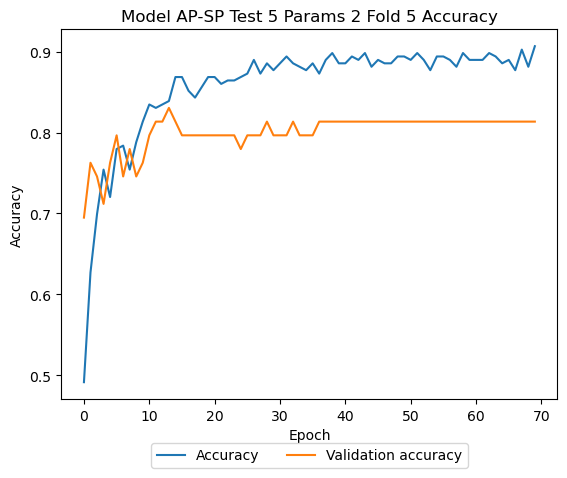 Model AP-SP Test 5 Params 2 Fold 5 Accuracy
0.9
0.8
0.7
0.6
0.5
Accuracy
0 10 20 30 40 50 60 70
Epoch
Accuracy Validation accuracy